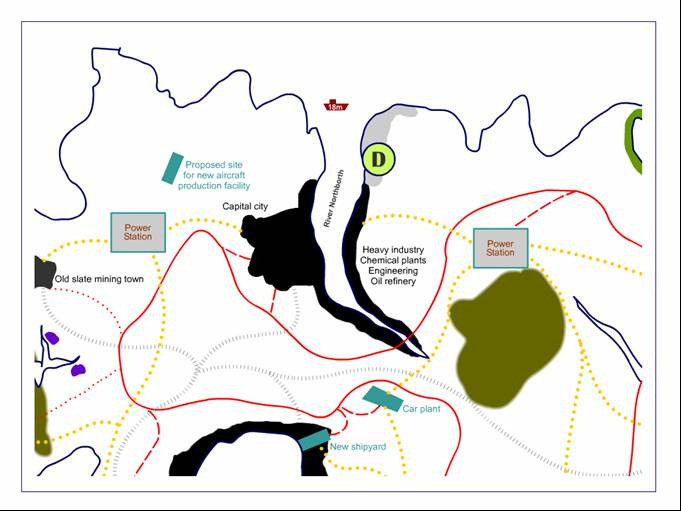 18m
D
Proposed site
for new aircraft
production facility
River Northborth
Capital city
Power
Station
Power
Station
Heavy industry
Chemical plants
Engineering
Oil refinery
Old slate mining town
Car plant
New shipyard